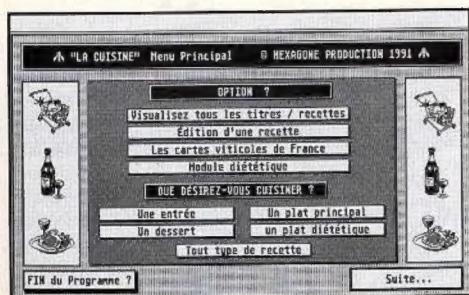 "LA CUISINE" Menu Principal © HEXAGONE PRODUCTION 1991
OPTION ?
Visualisez tous les titres / recettes
Édition d'une recette
Les cartes viticoles de France
Module diététique
QUE DÉSIREZ-VOUS CUISINER ?
Une entrée Un plat principal
Un dessert un plat diététique
Tout type de recette
FIN du Programme ? Suite...